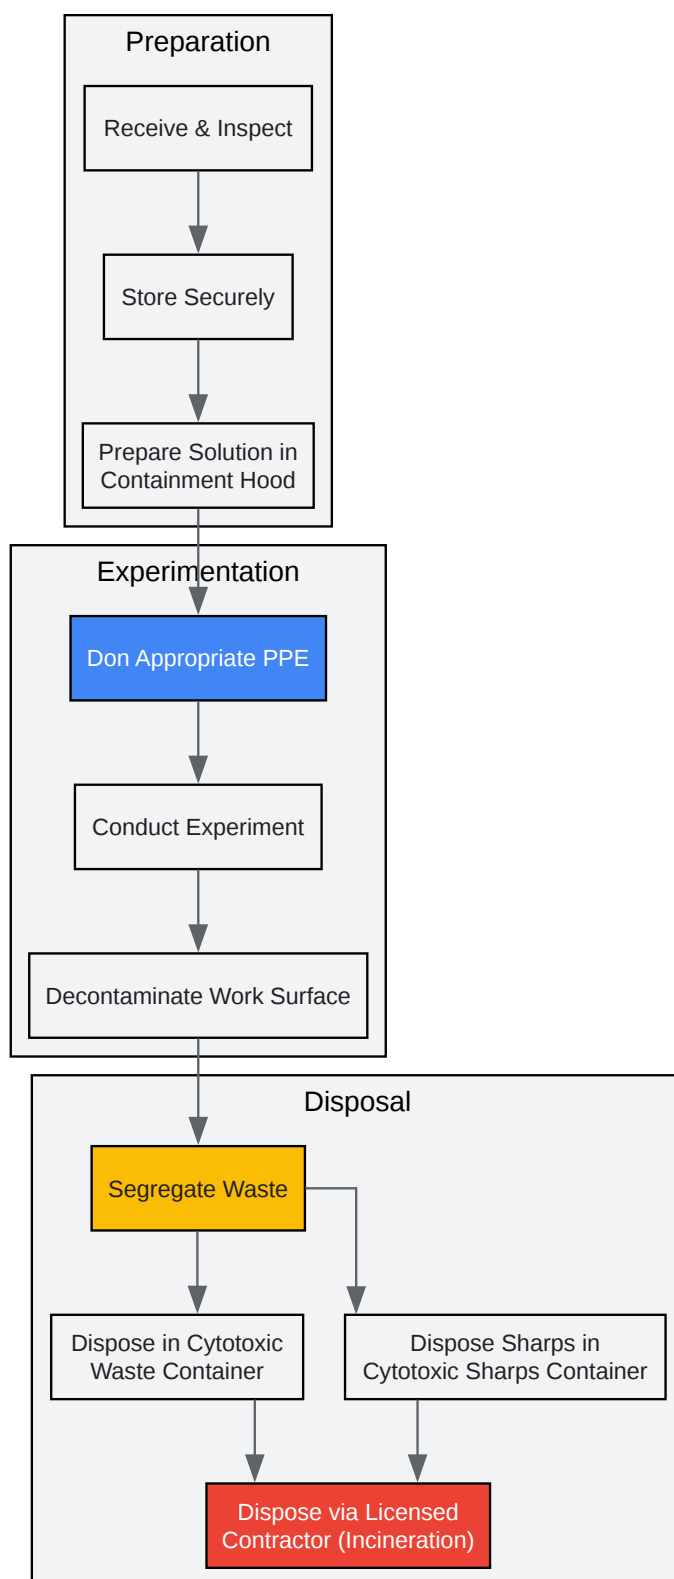 Preparation
Receive & Inspect
Store Securely
Prepare Solution in
Containment Hood
Experimentation
Don Appropriate PPE
Conduct Experiment
Decontaminate Work Surface
Disposal
Segregate Waste
Dispose in Cytotoxic
Waste Container
Dispose Sharps in
Cytotoxic Sharps Container
Dispose via Licensed
Contractor (Incineration)